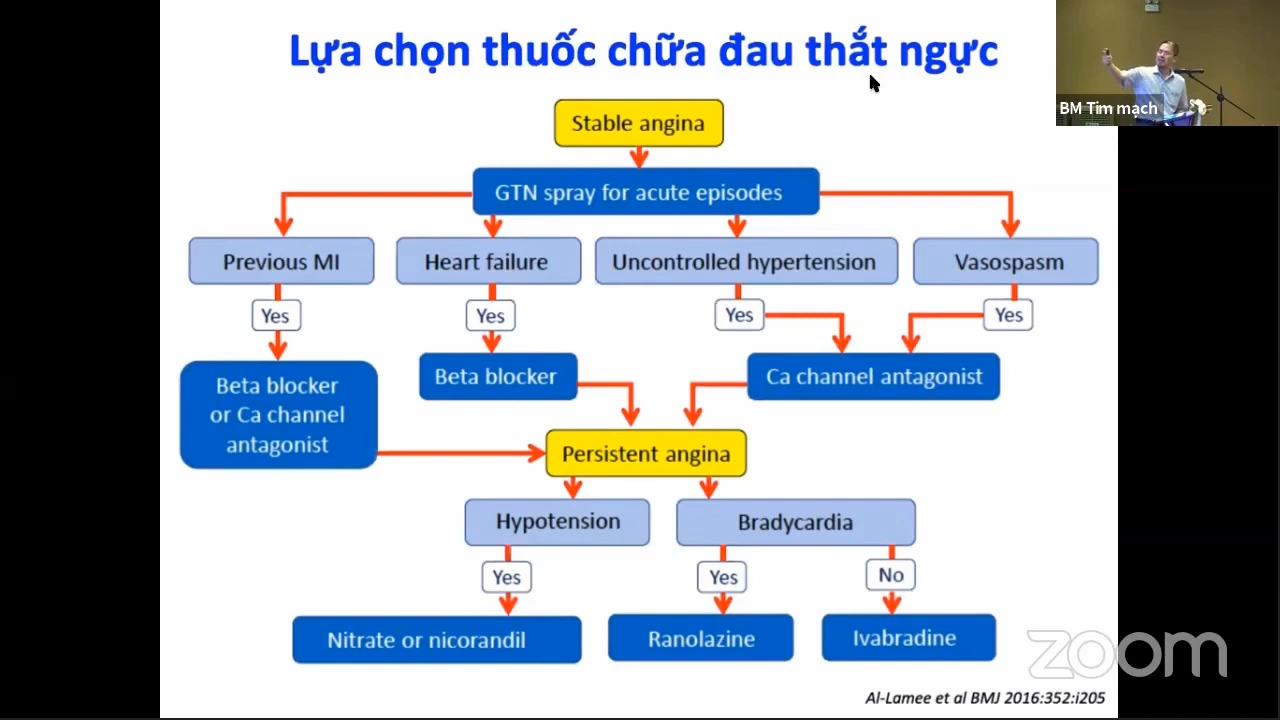 Lựa chọn thuốc chữa đau thắt ngực
BM Tim mạch
Stable angina
GTN spray for acute episodes
Previous MI
Heart failure
Uncontrolled hypertension
Vasospasm
Yes
Yes
Yes
Yes
Beta blocker
or Ca channel
antagonist
Beta blocker
Ca channel antagonist
Persistent angina
Hypotension
Bradycardia
Yes
Yes
No
Nitrate or nicorandil
Ranolazine
Ivabradine
zoom
Al-Lamee et al BMJ 2016:352:i205